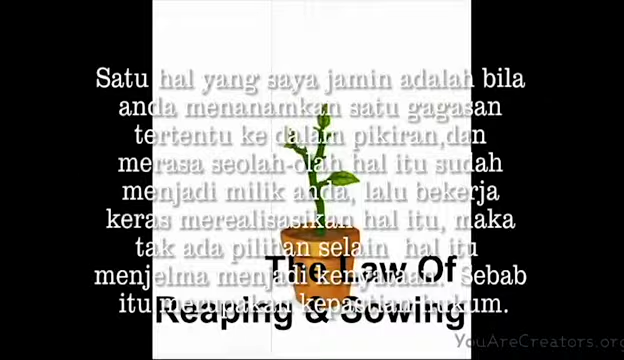 Satu hal yang saya jamin adalah bila
anda menanamkan satu gagasan
tertentu ke dalam pikiran,dan
merasa seolah-olah hal itu sudah
menjadi milik anda, lalu bekerja
keras merealisasikan hal itu, maka
tak ada pilihan selain hal itu
menjelma menjadi kenyataan. Sebab
itu merupakan kepastian hukum.
The Law Of
Reaping & Sowing
YouAreCreators.org